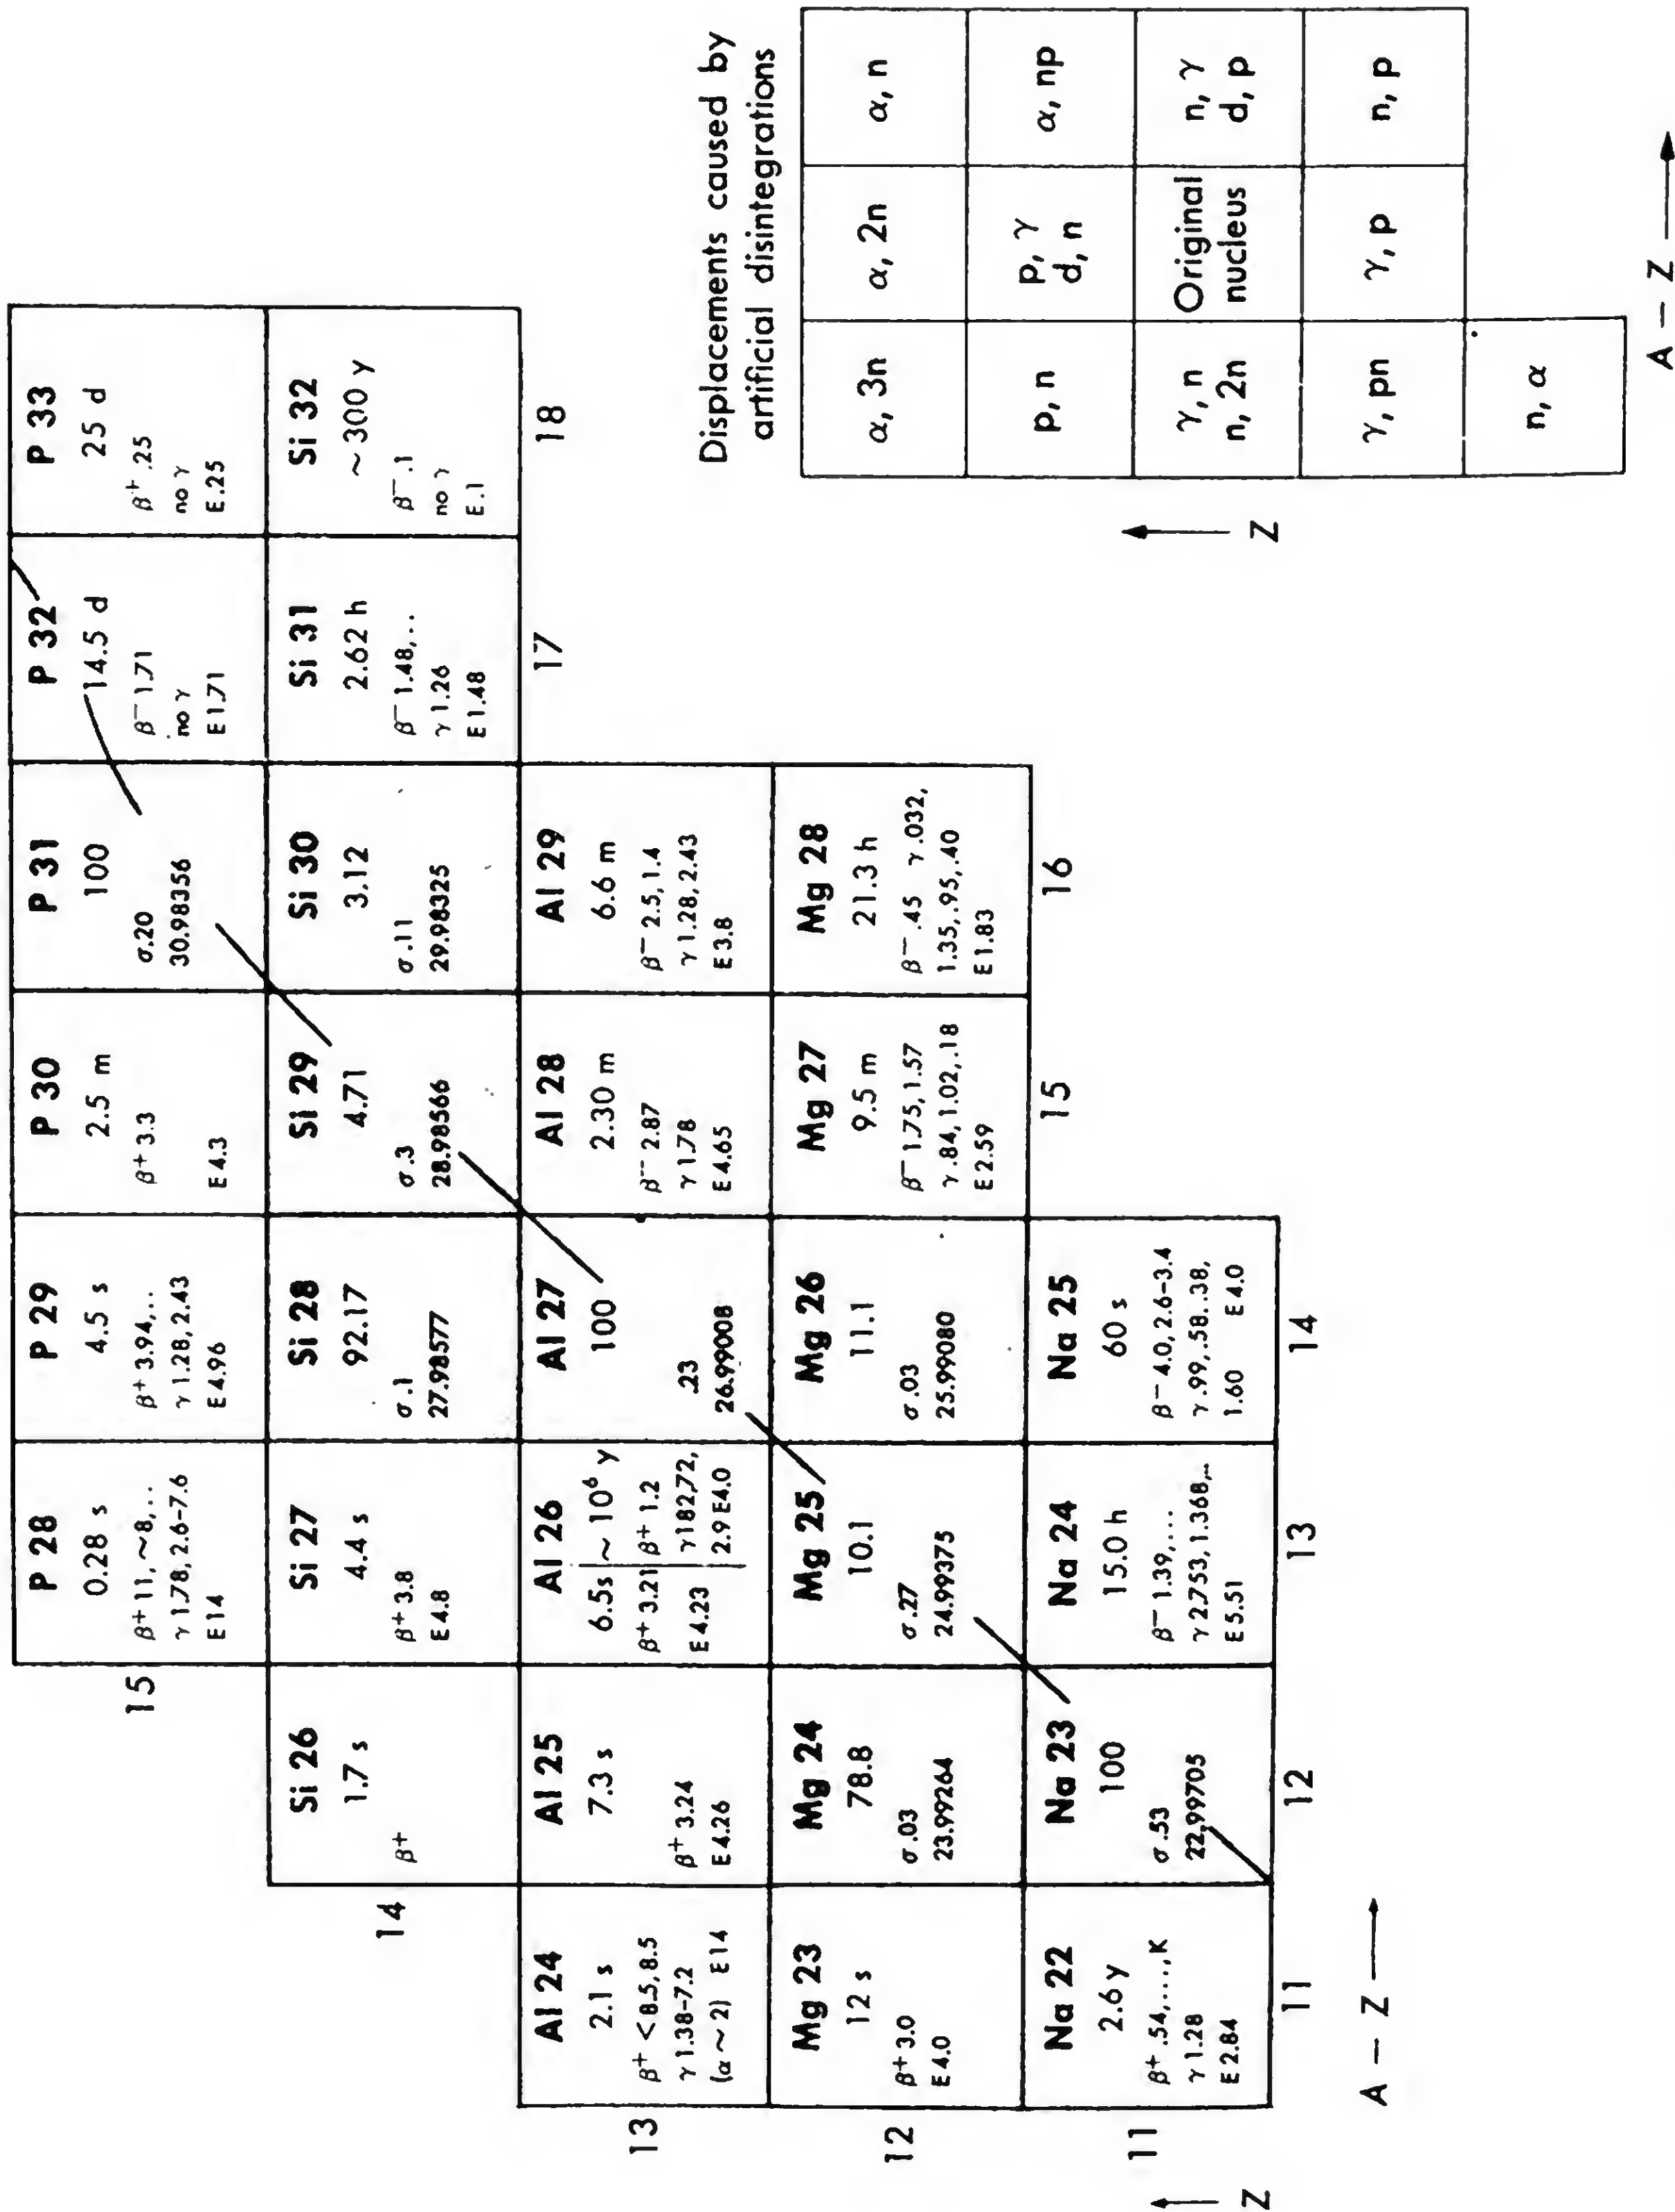 15
P 28
0.28 s
β+ 11, ~8,..
γ 1.78, 2.6–7.6
E 14
P 29
4.5 s
β+ 3.94,..
γ 1.28, 2.43
E 4.96
P 30
2.5 m
β+ 3.3
E 4.3
P 31
100
σ.20
30.98356
P 32
14.5 d
β− 1.71
no γ
E 1.71
P 33
25 d
β+ .25
no γ
E .25
14
Si 26
1.7 s
β+
Si 27
4.4 s
β+ 3.8
E 4.8
Si 28
92.17
σ.1
27.98577
Si 29
4.71
σ.3
28.98566
Si 30
3.12
σ.11
29.98325
Si 31
2.62 h
β− 1.48,..
γ 1.26
E 1.48
Si 32
~300 y
β− .1
no γ
E .1
13
Al 24
2.1 s
β+ <8.5, 8.5
γ 1.38–7.2
(α ~ 2) E 14
Al 25
7.3 s
β+ 3.24
E 4.26
Al 26
6.5s ~ 10⁶ y
β+ 3.21 β+ 1.2
γ182,72,
E 4.23 2.9 E4.0
Al 27
100
.23
26.99008
Al 28
2.30 m
β− 2.87
γ 1.78
E 4.65
Al 29
6.6 m
β− 2.5, 1.4
γ 1.28, 2.43
E 3.8
17
18
12
Mg 23
12 s
β+ 3.0
E 4.0
Mg 24
78.8
σ.03
23.99264
Mg 25
10.1
σ.27
24.99375
Mg 26
11.1
σ.03
25.99080
Mg 27
9.5 m
β− 1.75, 1.57
γ .84, 1.02, .18
E 2.59
Mg 28
21.3 h
β− .45 γ .032,
1.35,.95,.40
E 1.83
11
Na 22
2.6 y
β+ .54,...,K
γ 1.28
E 2.84
Na 23
100
σ.53
22.99705
Na 24
15.0 h
β− 1.39,...
γ 2.753, 1.368,..
E 5.51
Na 25
60 s
β− 4.0, 2.6–3.4
γ .99,.58..38,
1.60 E 4.0
15
16
11
12
13
14
Z
A − Z
Displacements caused by
artificial disintegrations
α, 3n
α, 2n
α, n
p, n
p, γ
d, n
α, np
γ, n
n, 2n
Original
nucleus
n, γ
d, p
γ, pn
γ, p
n, p
n, α
Z
A − Z